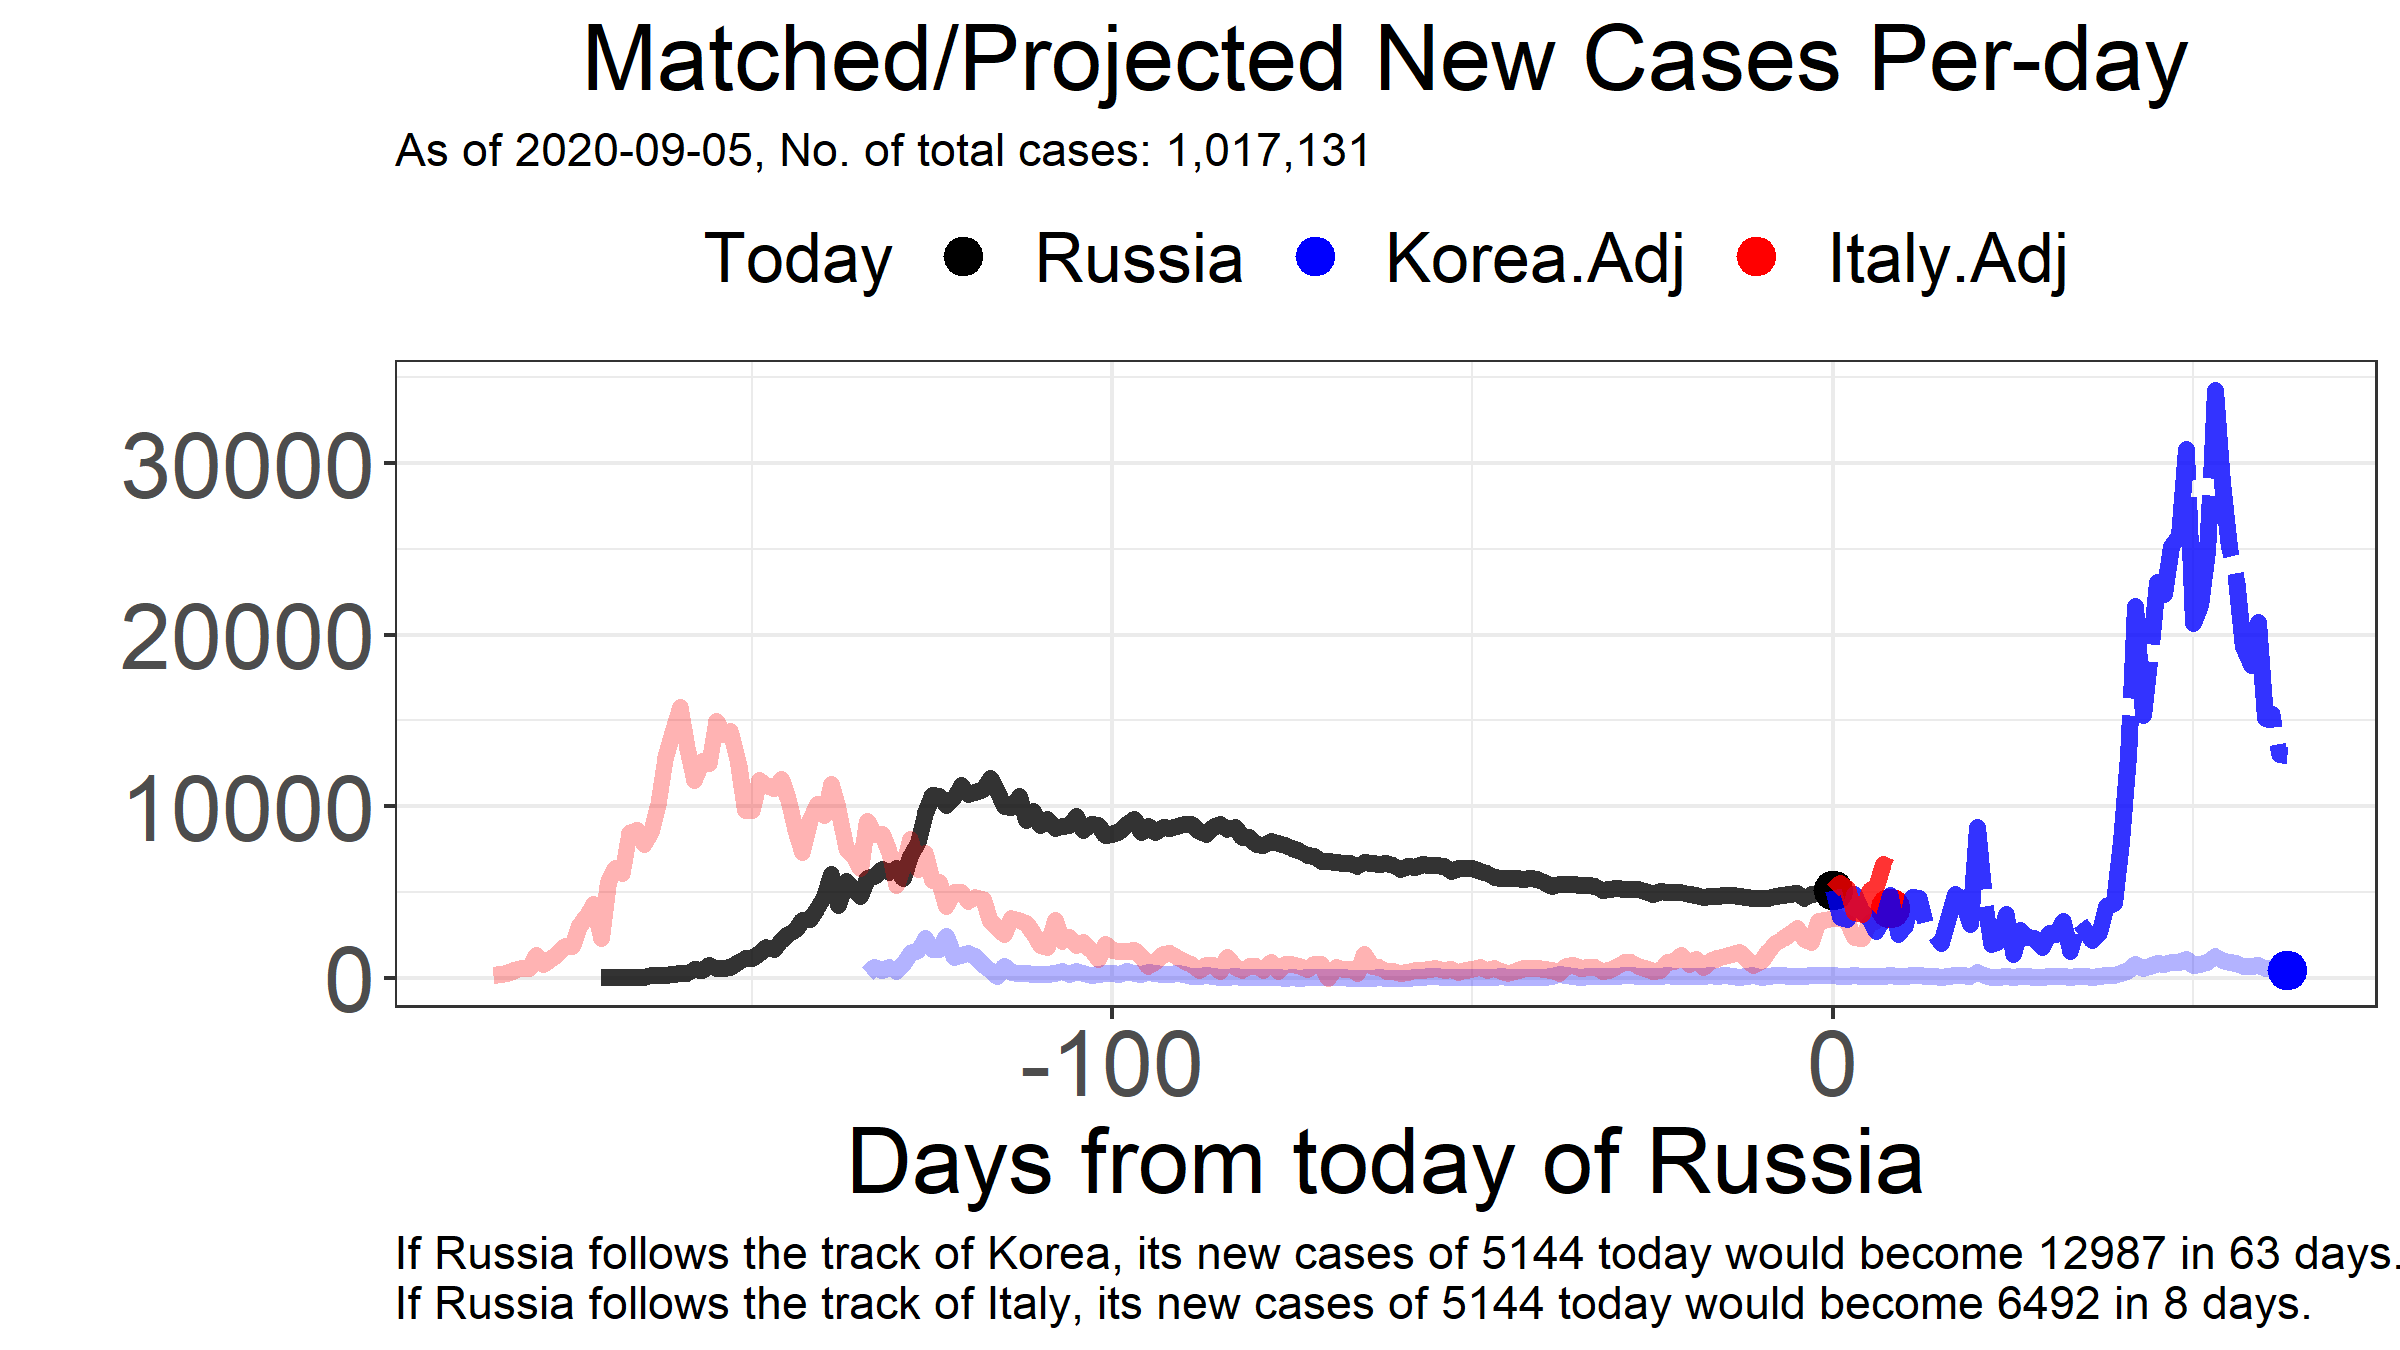 Matched/Projected New Cases Per-day
As of 2020-09-05, No. of total cases: 1,017,131
Today Russia Korea.Adj Italy.Adj
30000
20000
10000
0
-100 0
Days from today of Russia
If Russia follows the track of Korea, its new cases of 5144 today would become 12987 in 63 days.
If Russia follows the track of Italy, its new cases of 5144 today would become 6492 in 8 days.